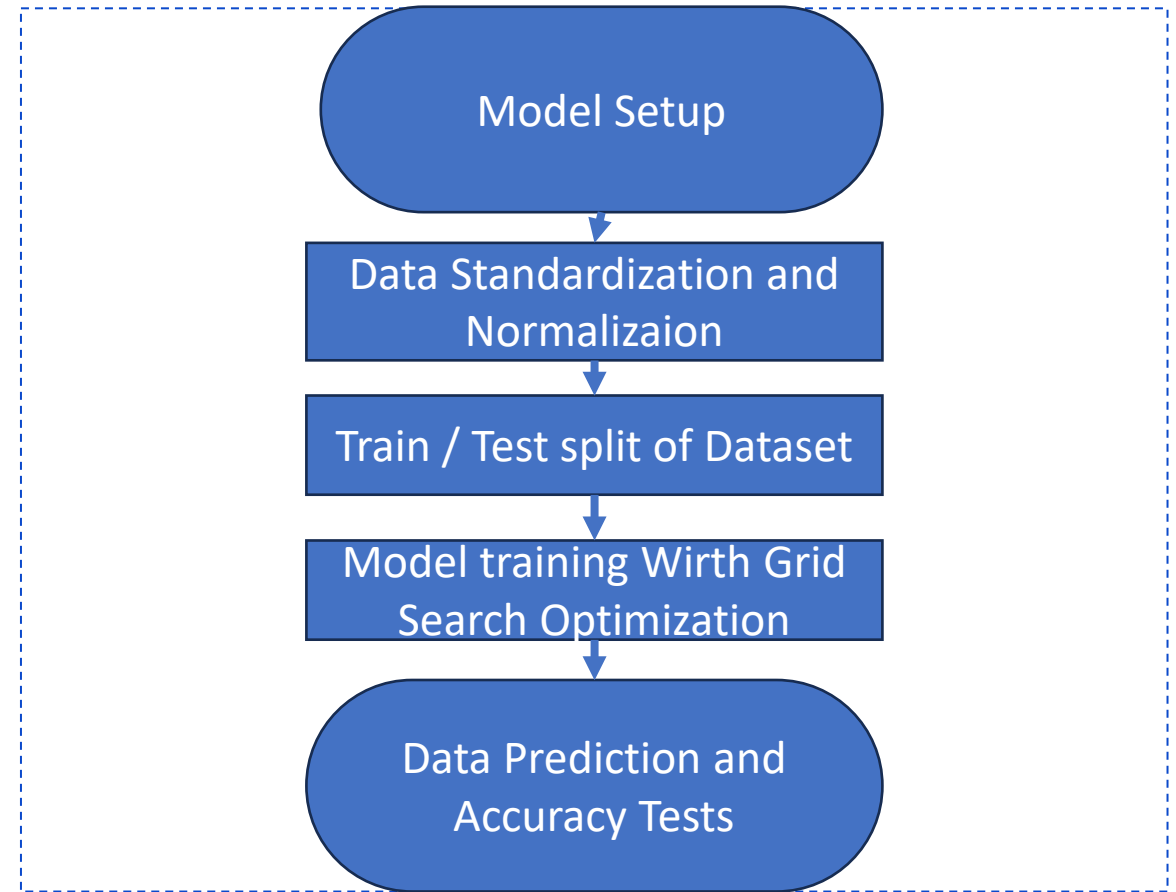 Model Setup
Data Standardization and
Normalizaion
Train / Test split of Dataset
Model training Wirth Grid
Search Optimization
Data Prediction and
Accuracy Tests